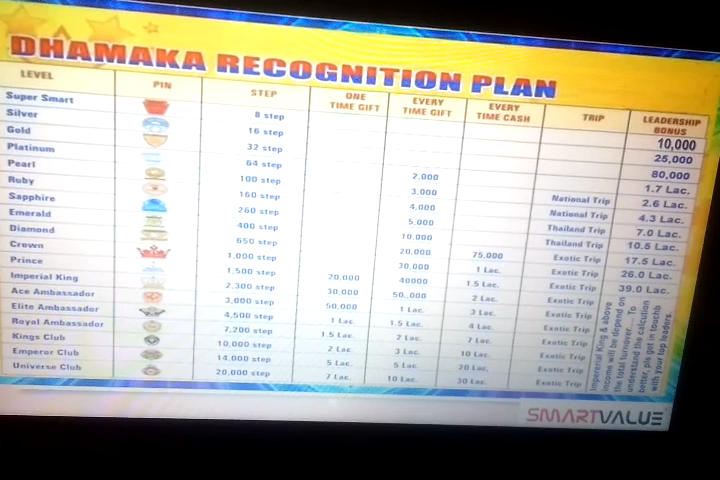 DHAMAKA RECOGNITION PLAN
LEVEL PIN STEP ONE TIME GIFT EVERY TIME GIFT EVERY TIME CASH TRIP LEADERSHIP BONUS
Super Smart 8 step 10,000
Silver 16 step 25,000
Gold 32 step 80,000
Platinum 64 step 2,000 1.7 Lac.
Pearl 100 step 3,000 National Trip 2.6 Lac.
Ruby 160 step 4,000 National Trip 4.3 Lac.
Sapphire 260 step 5,000 Thailand Trip 7.0 Lac.
Emerald 400 step 10,000 Thailand Trip 10.5 Lac.
Diamond 650 step 20,000 75,000 Exotic Trip 17.5 Lac.
Crown 1,000 step 30,000 1 Lac. Exotic Trip 26.0 Lac.
Prince 1,500 step 20,000 40000 1.5 Lac. Exotic Trip 39.0 Lac.
Imperial King 2,300 step 30,000 50.,000 2 Lac. Exotic Trip
Ace Ambassador 3,000 step 50,000 1 Lac. 3 Lac. Exotic Trip
Elite Ambassador 4,500 step 1 Lac. 1.5 Lac. 4 Lac. Exotic Trip
Royal Ambassador 7,200 step 1.5 Lac. 2 Lac. 7 Lac. Exotic Trip
Kings Club 10,000 step 2 Lac. 3 Lac. 10 Lac. Exotic Trip
Emperor Club 14,000 step 5 Lac. 5 Lac. 20 Lac. Exotic Trip
Universe Club 20,000 step 7 Lac. 10 Lac. 30 Lac. Exotic Trip
Impererial King & above
income will be depend on
the total turnover.... To
understand the calcution
better, pls get in touchb
with your top leaders.
SMARTVALUE